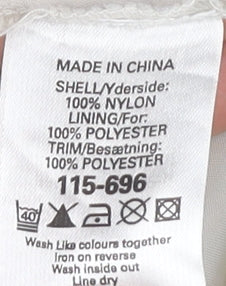 MADE IN CHINA
SHELL/Yderside:
100% NYLON
LINING/For:
100% POLYESTER
TRIM/Besætning:
100% POLYESTER
115-696
40
Wash Like colours together
Iron on reverse
Wash inside out
Line dry